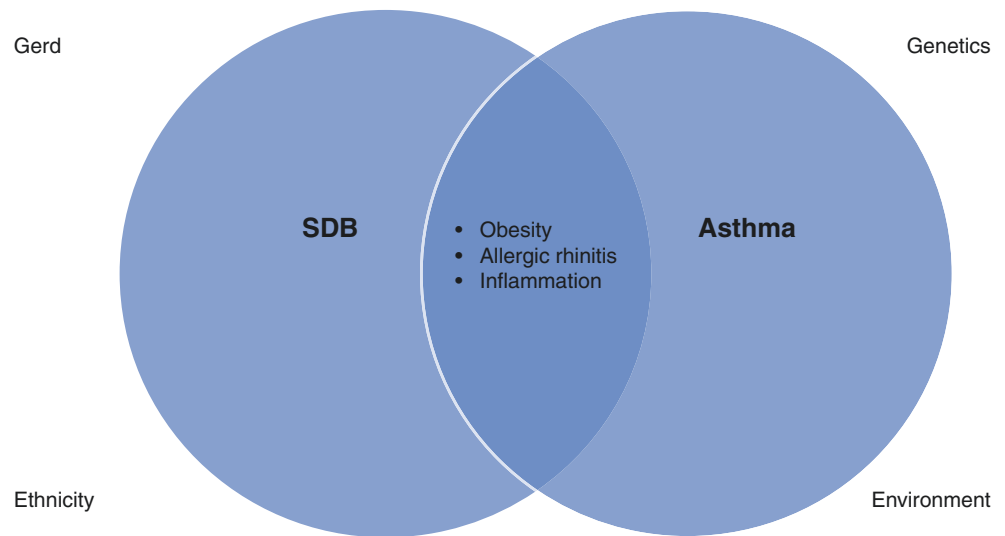 Gerd
Genetics
SDB
• Obesity
• Allergic rhinitis
• Inflammation
Asthma
Ethnicity
Environment